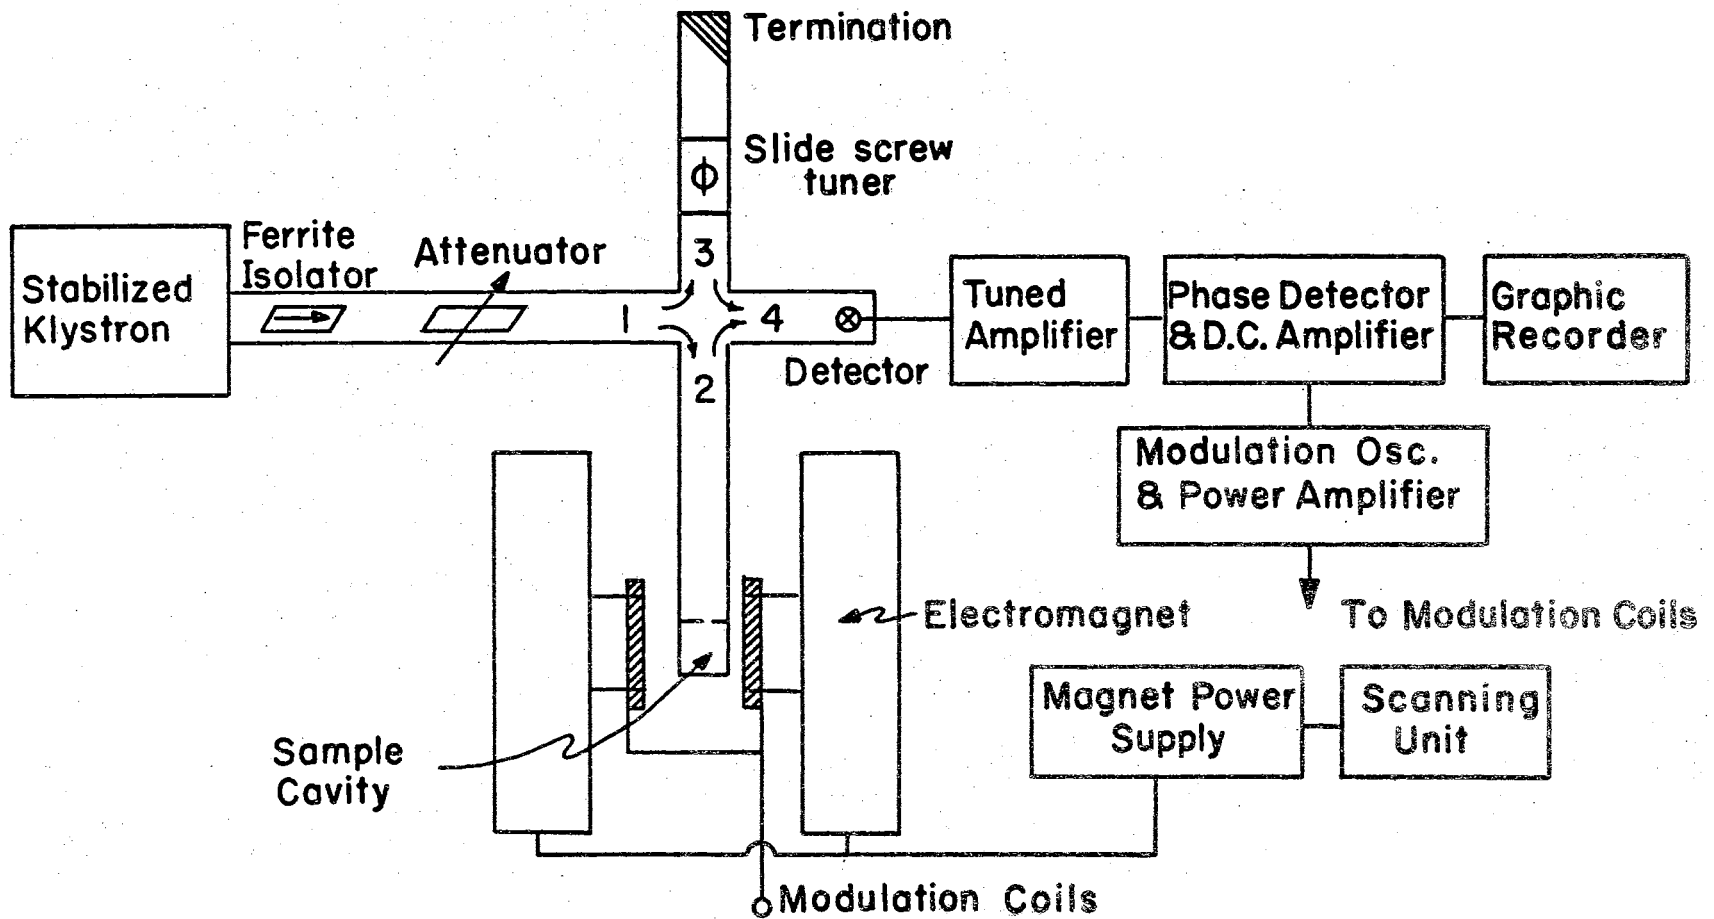 Termination
Slide screw
tuner
Φ
Ferrite
Isolator
Attenuator
Stabilized
Klystron
1
3
4
2
Detector
Tuned
Amplifier
Phase Detector
& D.C. Amplifier
Graphic
Recorder
Modulation Osc.
& Power Amplifier
Electromagnet
To Modulation Coils
Magnet Power
Supply
Scanning
Unit
Sample
Cavity
Modulation Coils